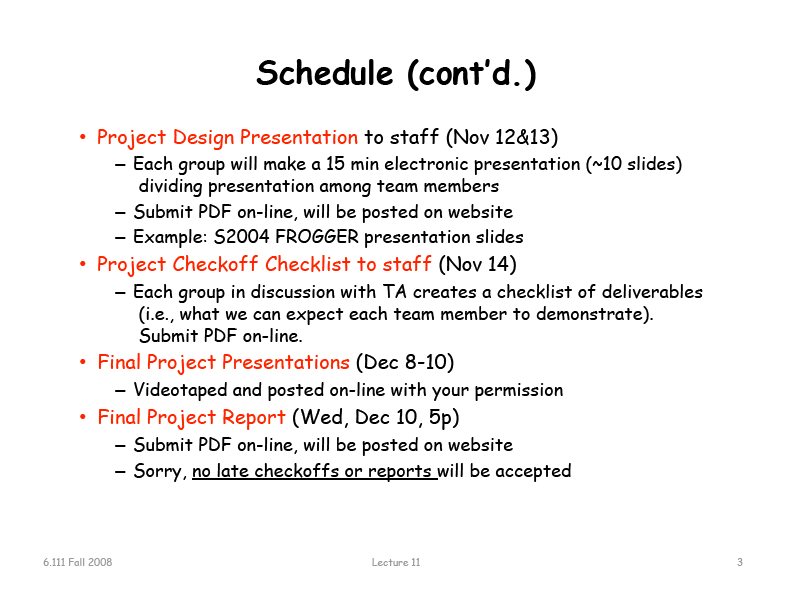 Schedule (cont'd.)
• Project Design Presentation to staff (Nov 12&13)
– Each group will make a 15 min electronic presentation (~10 slides)
dividing presentation among team members
– Submit PDF on-line, will be posted on website
– Example: S2004 FROGGER presentation slides
• Project Checkoff Checklist to staff (Nov 14)
– Each group in discussion with TA creates a checklist of deliverables
(i.e., what we can expect each team member to demonstrate).
Submit PDF on-line.
• Final Project Presentations (Dec 8-10)
– Videotaped and posted on-line with your permission
• Final Project Report (Wed, Dec 10, 5p)
– Submit PDF on-line, will be posted on website
– Sorry, no late checkoffs or reports will be accepted
6.111 Fall 2008 Lecture 11 3